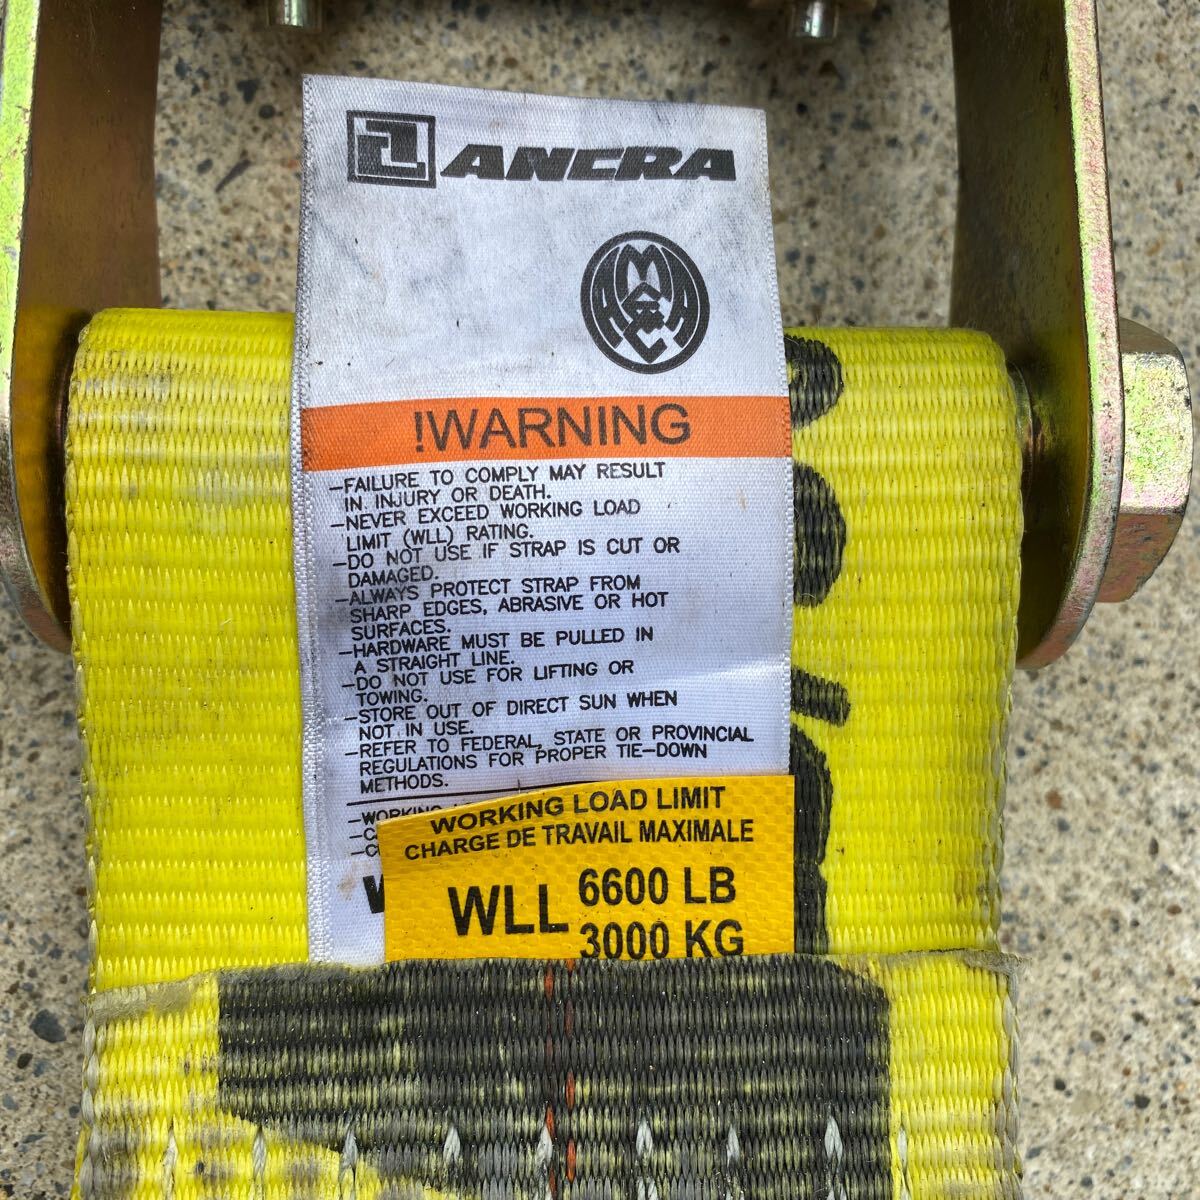 ANCRA
!WARNING
-FAILURE TO COMPLY MAY RESULT
IN INJURY OR DEATH.
-NEVER EXCEED WORKING LOAD
LIMIT (WLL) RATING.
-DO NOT USE IF STRAP IS CUT OR
DAMAGED.
-ALWAYS PROTECT STRAP FROM
SHARP EDGES, ABRASIVE OR HOT
SURFACES.
-HARDWARE MUST BE PULLED IN
A STRAIGHT LINE.
-DO NOT USE FOR LIFTING OR
TOWING.
-STORE OUT OF DIRECT SUN WHEN
NOT IN USE.
-REFER TO FEDERAL, STATE OR PROVINCIAL
REGULATIONS FOR PROPER TIE-DOWN
METHODS.
-WORKING
WORKING LOAD LIMIT
CHARGE DE TRAVAIL MAXIMALE
WLL 6600 LB
3000 KG